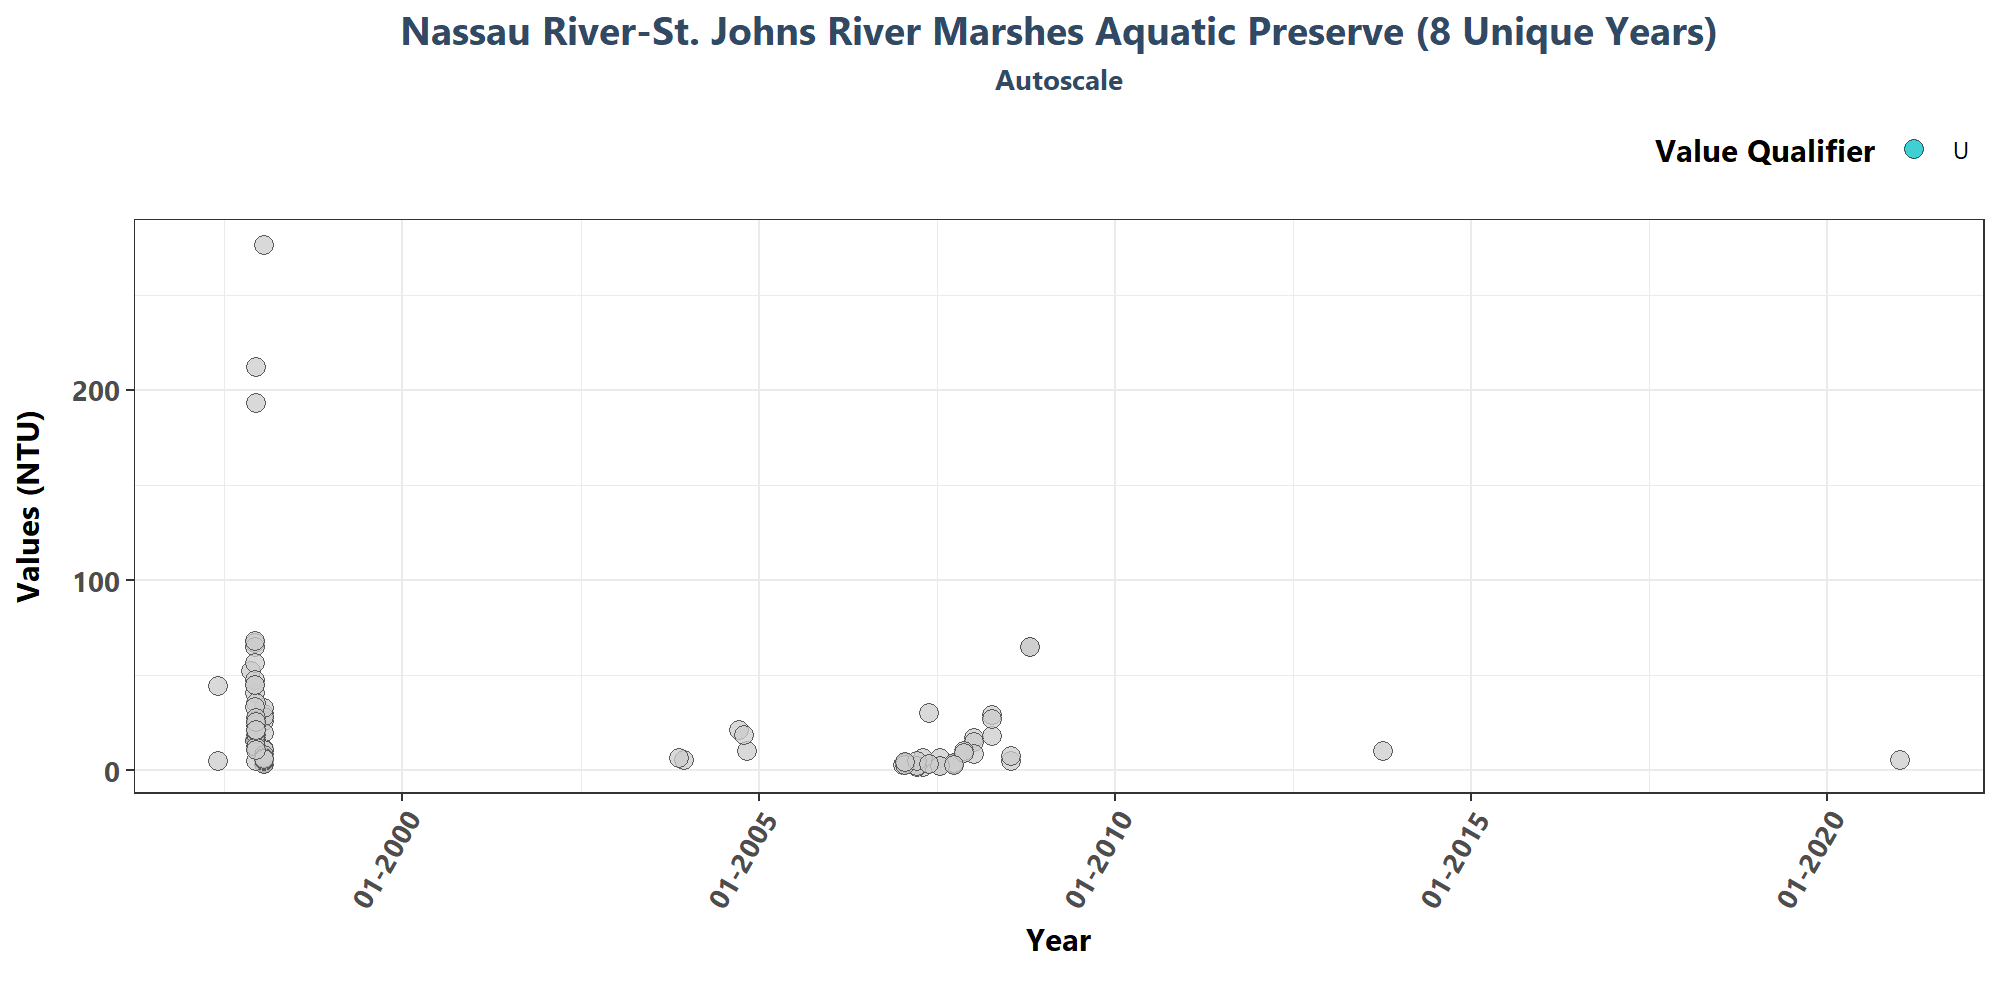 Nassau River-St. Johns River Marshes Aquatic Preserve (8 Unique Years)
Autoscale
Value Qualifier U
Values (NTU)
200
100
0
01-2000
01-2005
01-2010
01-2015
01-2020
Year